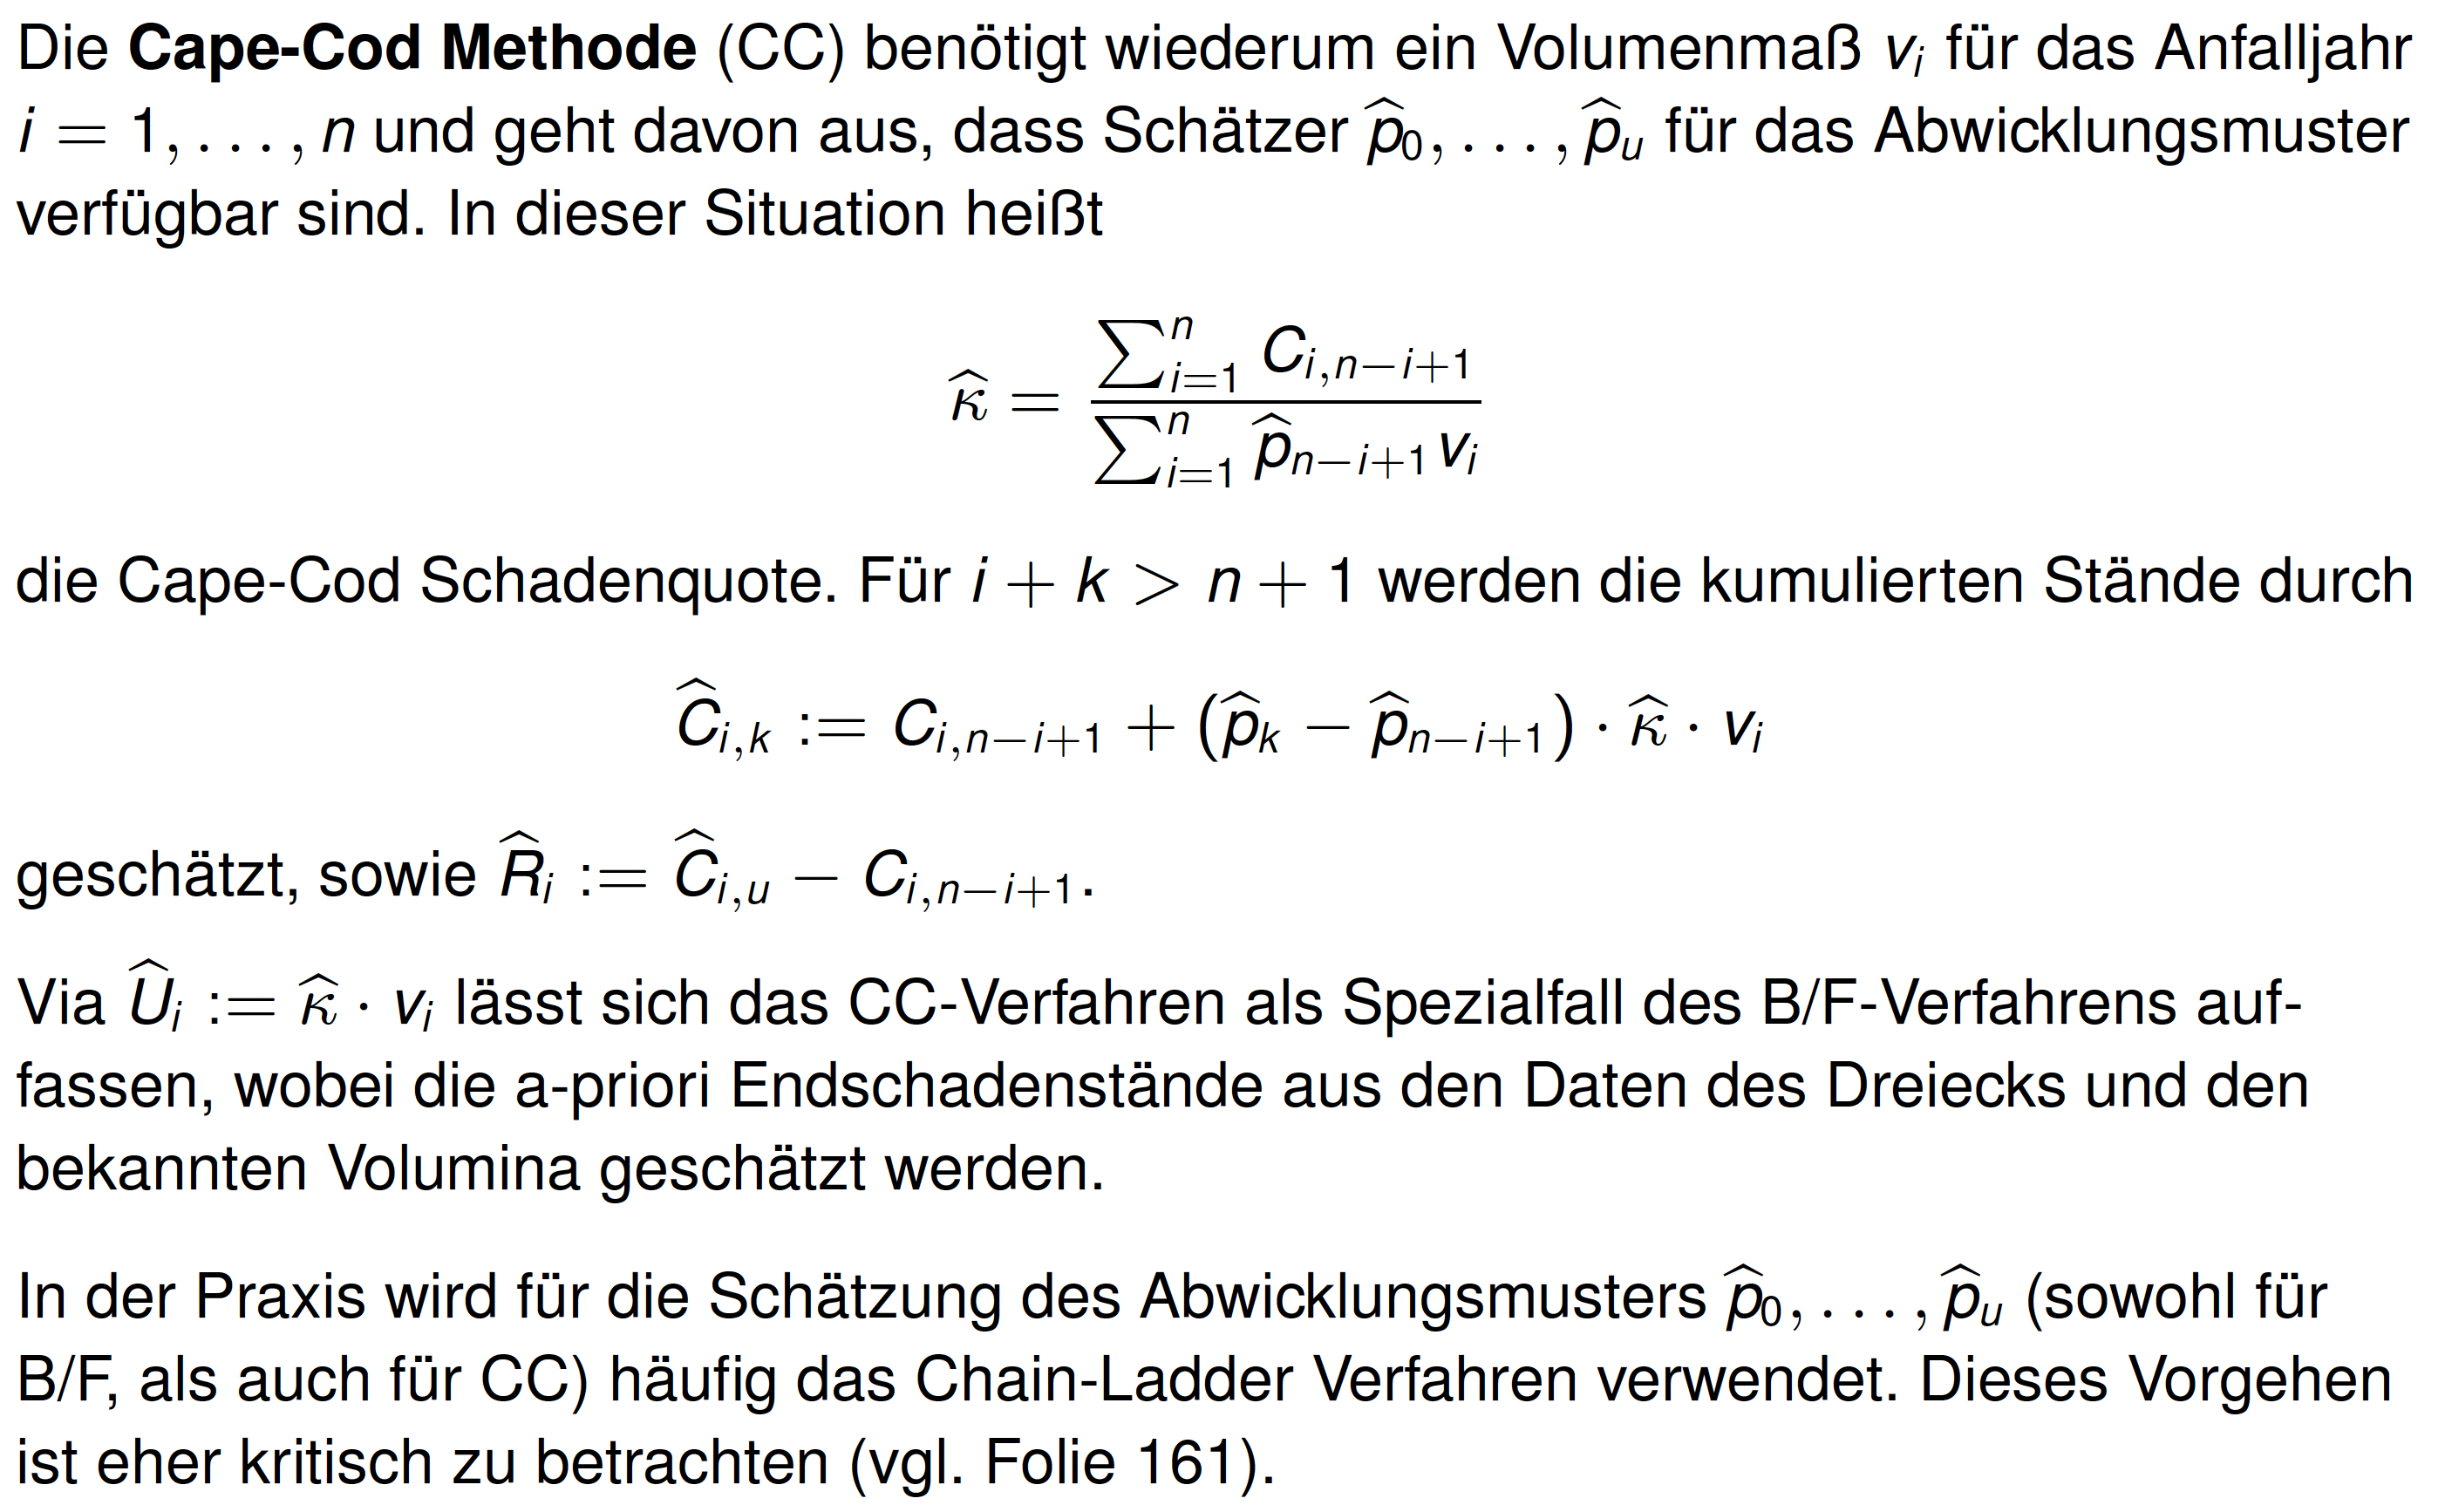 Die Cape-Cod Methode (CC) benötigt wiederum ein Volumenmaß $v_i$ für das Anfalljahr
$i = 1, \ldots, n$ und geht davon aus, dass Schätzer $\widehat{p}_0, \ldots, \widehat{p}_u$ für das Abwicklungsmuster
verfügbar sind. In dieser Situation heißt
$\widehat{\kappa} = \frac{\sum_{i=1}^{n} C_{i,n-i+1}}{\sum_{i=1}^{n} \widehat{p}_{n-i+1} v_i}$
die Cape-Cod Schadenquote. Für $i + k > n + 1$ werden die kumulierten Stände durch
$\widehat{C}_{i,k} := C_{i,n-i+1} + (\widehat{p}_k - \widehat{p}_{n-i+1}) \cdot \widehat{\kappa} \cdot v_i$
geschätzt, sowie $\widehat{R}_i := \widehat{C}_{i,u} - C_{i,n-i+1}$.
Via $\widehat{U}_i := \widehat{\kappa} \cdot v_i$ lässt sich das CC-Verfahren als Spezialfall des B/F-Verfahrens auf-
fassen, wobei die a-priori Endschadenstände aus den Daten des Dreiecks und den
bekannten Volumina geschätzt werden.
In der Praxis wird für die Schätzung des Abwicklungsmusters $\widehat{p}_0, \ldots, \widehat{p}_u$ (sowohl für
B/F, als auch für CC) häufig das Chain-Ladder Verfahren verwendet. Dieses Vorgehen
ist eher kritisch zu betrachten (vgl. Folie 161).